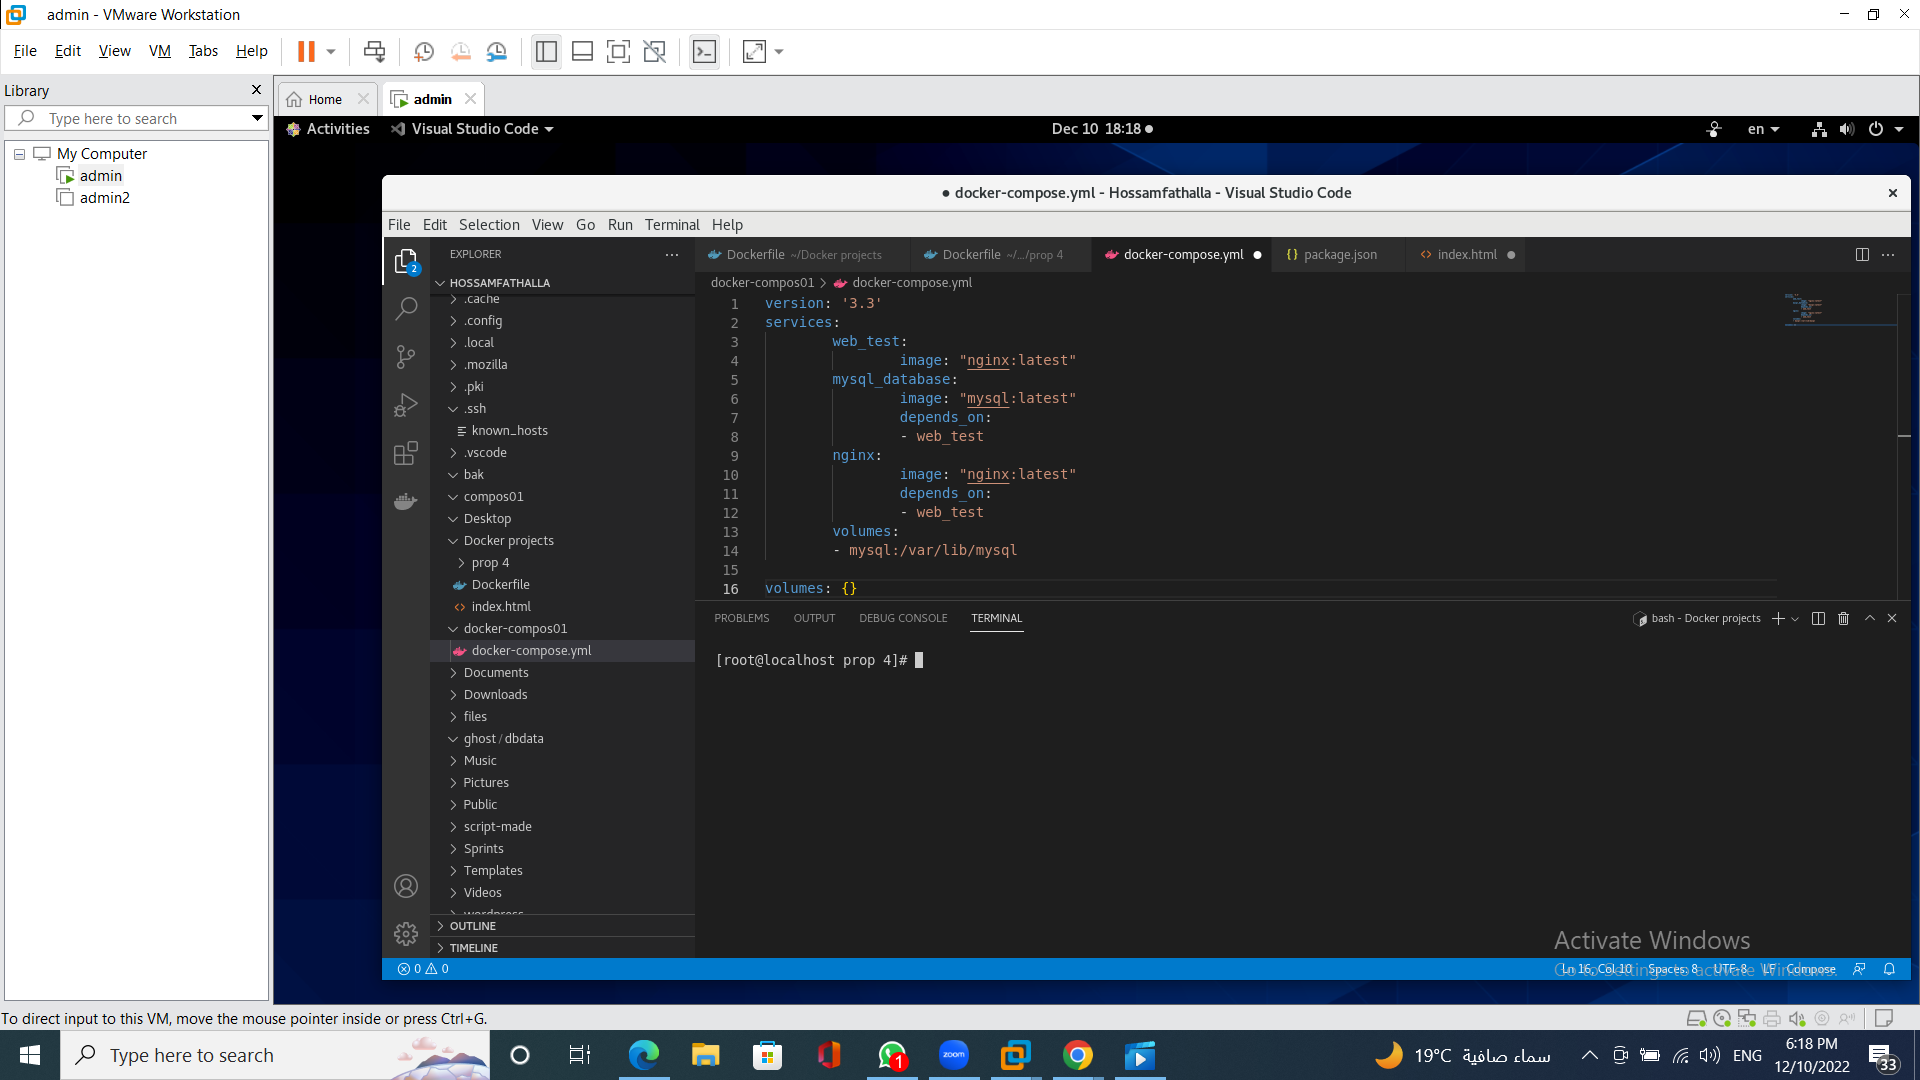 admin - VMware Workstation
File Edit View VM Tabs Help
Library
Type here to search
My Computer
admin
admin2
Home
admin
Activities
Visual Studio Code
Dec 10 18:18
en
● docker-compose.yml - Hossamfathalla - Visual Studio Code
File Edit Selection View Go Run Terminal Help
2
EXPLORER
HOSSAMFATHALLA
.cache
.config
.local
.mozilla
.pki
.ssh
known_hosts
.vscode
bak
compos01
Desktop
Docker projects
prop 4
Dockerfile
index.html
docker-compos01
docker-compose.yml
Documents
Downloads
files
ghost / dbdata
Music
Pictures
Public
script-made
Sprints
Templates
Videos
wordpress
OUTLINE
TIMELINE
Dockerfile ~/Docker projects
Dockerfile ~/.../prop 4
docker-compose.yml
{} package.json
<> index.html
docker-compos01 > docker-compose.yml
1 version: '3.3'
2 services:
3 web_test:
4 image: "nginx:latest"
5 mysql_database:
6 image: "mysql:latest"
7 depends_on:
8 - web_test
9 nginx:
10 image: "nginx:latest"
11 depends_on:
12 - web_test
13 volumes:
14 - mysql:/var/lib/mysql
15
16 volumes: {}
PROBLEMS OUTPUT DEBUG CONSOLE TERMINAL
bash - Docker projects
[root@localhost prop 4]#
Activate Windows
Go to Settings to activate Windows.
0 0
Ln 16, Col 10 Spaces: 8 UTF-8 LF Compose
To direct input to this VM, move the mouse pointer inside or press Ctrl+G.
Type here to search
1
zoom
19°C سماء صافية
ENG
6:18 PM
12/10/2022
33